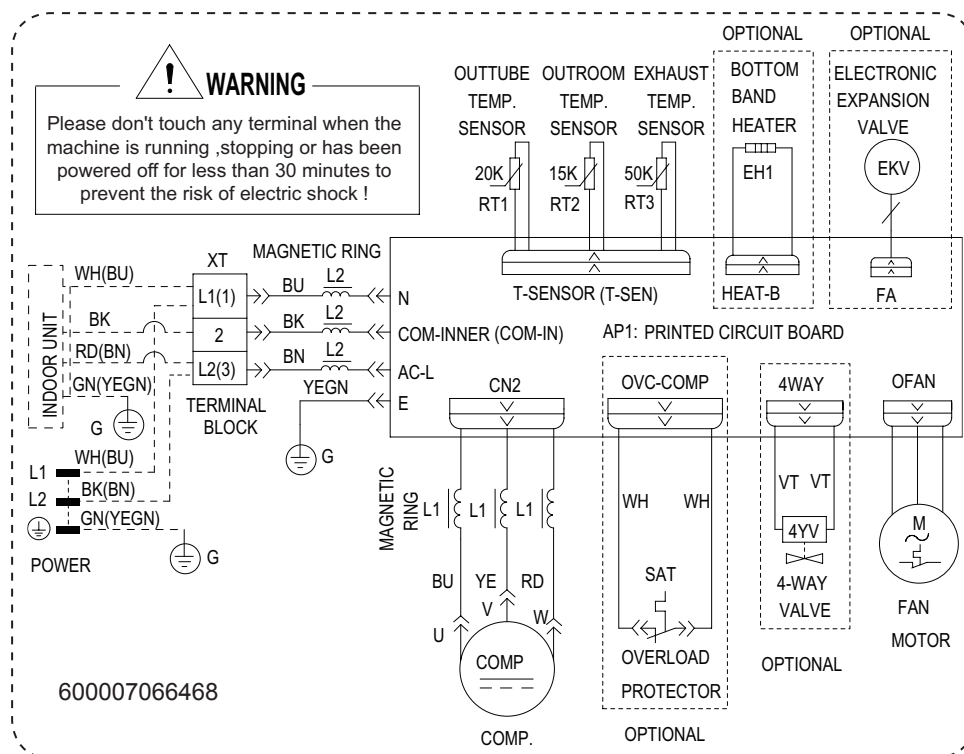 WARNING
Please don't touch any terminal when the
machine is running ,stopping or has been
powered off for less than 30 minutes to
prevent the risk of electric shock !
OUTTUBE
TEMP.
SENSOR
OUTROOM
TEMP.
SENSOR
EXHAUST
TEMP.
SENSOR
OPTIONAL
BOTTOM
BAND
HEATER
OPTIONAL
ELECTRONIC
EXPANSION
VALVE
20K
RT1
15K
RT2
50K
RT3
EH1
EKV
T-SENSOR (T-SEN)
HEAT-B
FA
INDOOR UNIT
WH(BU)
BK
RD(BN)
GN(YEGN)
G
XT
L1(1)
2
L2(3)
TERMINAL
BLOCK
MAGNETIC RING
BU
L2
N
BK
L2
COM-INNER (COM-IN)
BN
L2
AC-L
YEGN
E
G
AP1: PRINTED CIRCUIT BOARD
WH(BU)
L1
BK(BN)
L2
GN(YEGN)
G
POWER
CN2
OVC-COMP
4WAY
OFAN
MAGNETIC
RING
L1
L1
L1
BU
YE
RD
U
V
W
COMP
COMP.
WH
WH
SAT
OVERLOAD
PROTECTOR
OPTIONAL
VT
VT
4YV
4-WAY
VALVE
OPTIONAL
M
FAN
MOTOR
600007066468